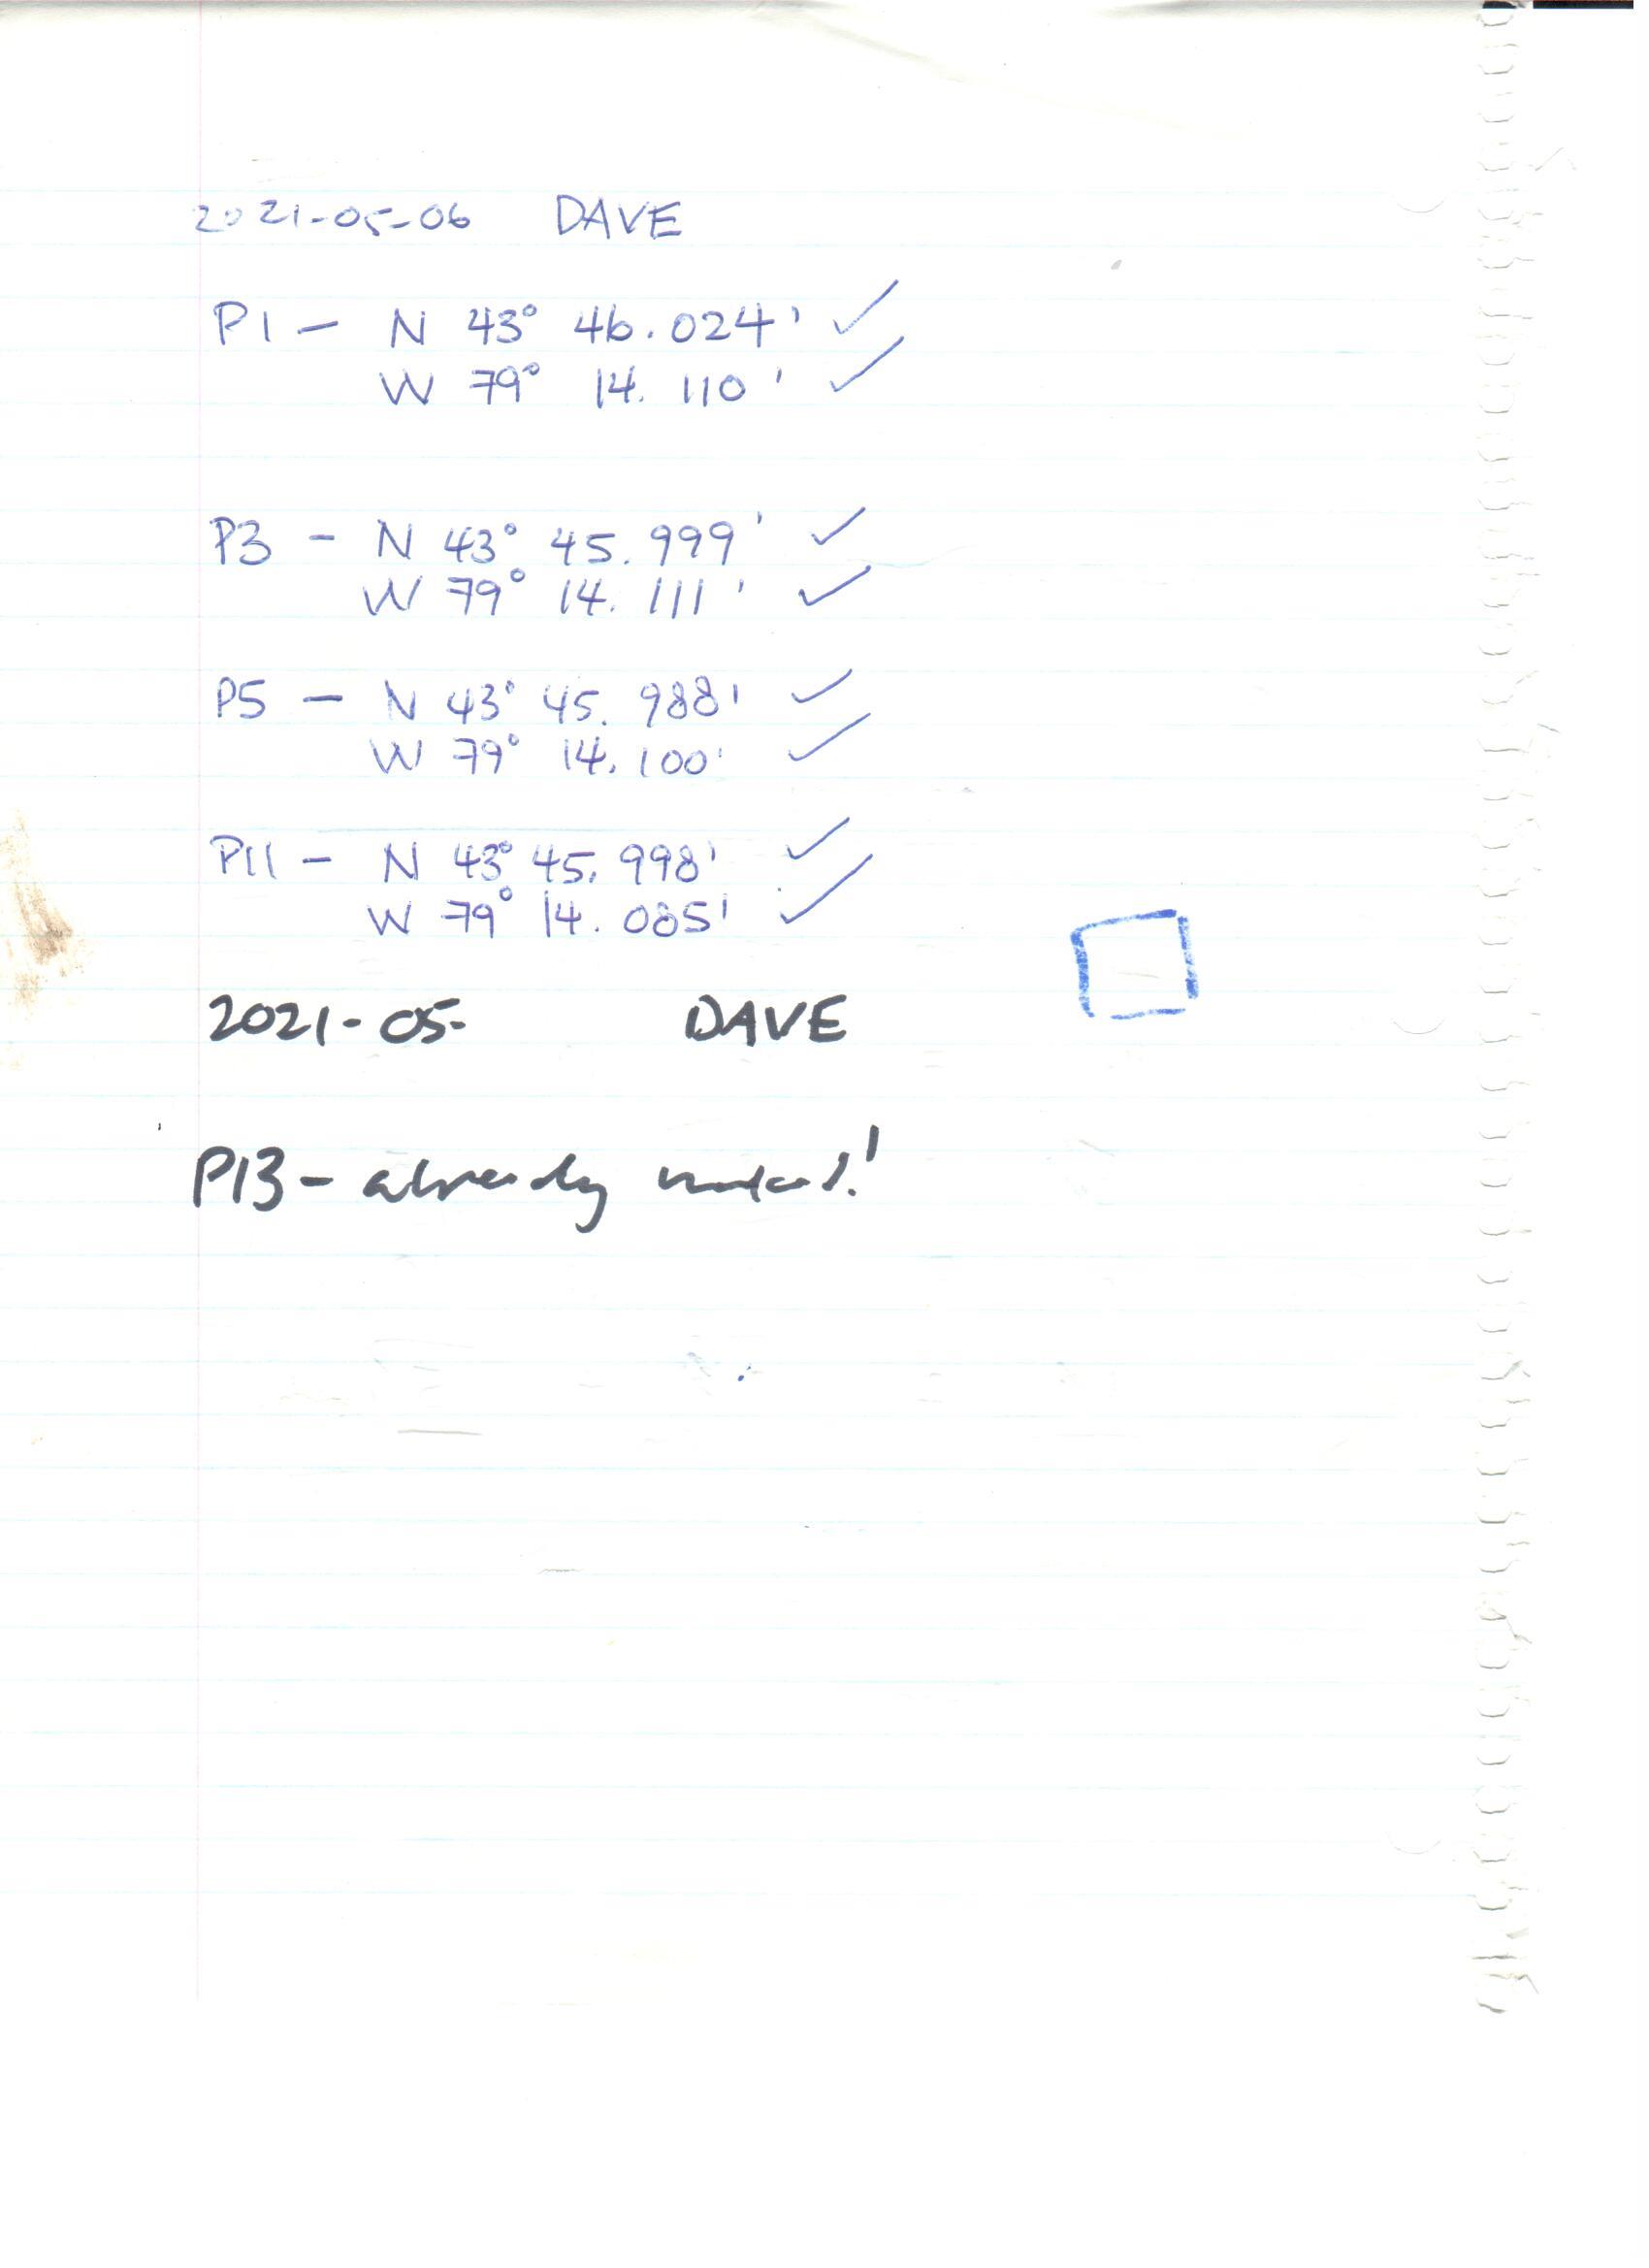 2021-05-06 DAVE
P1 - N 43° 46.024' ✓
W 79° 14.110' ✓
P3 - N 43° 45.999' ✓
W 79° 14.111' ✓
P5 - N 43° 45.988' ✓
W 79° 14.100' ✓
P11 - N 43° 45.998' ✓
W 79° 14.085' ✓
2021-05- DAVE
P13 - already